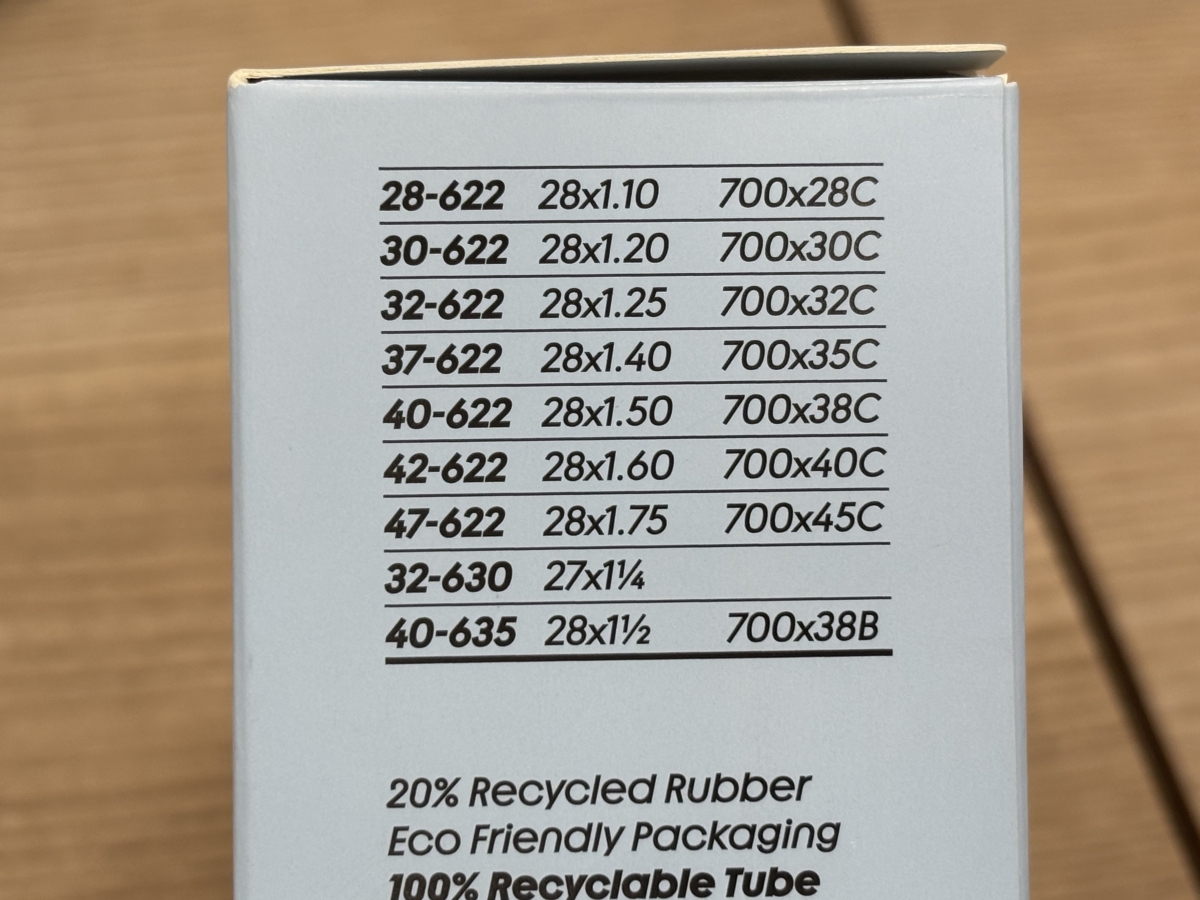 28-622 28x1.10 700x28C
30-622 28x1.20 700x30C
32-622 28x1.25 700x32C
37-622 28x1.40 700x35C
40-622 28x1.50 700x38C
42-622 28x1.60 700x40C
47-622 28x1.75 700x45C
32-630 27x1¼
40-635 28x1½ 700x38B
20% Recycled Rubber
Eco Friendly Packaging
100% Recyclable Tube